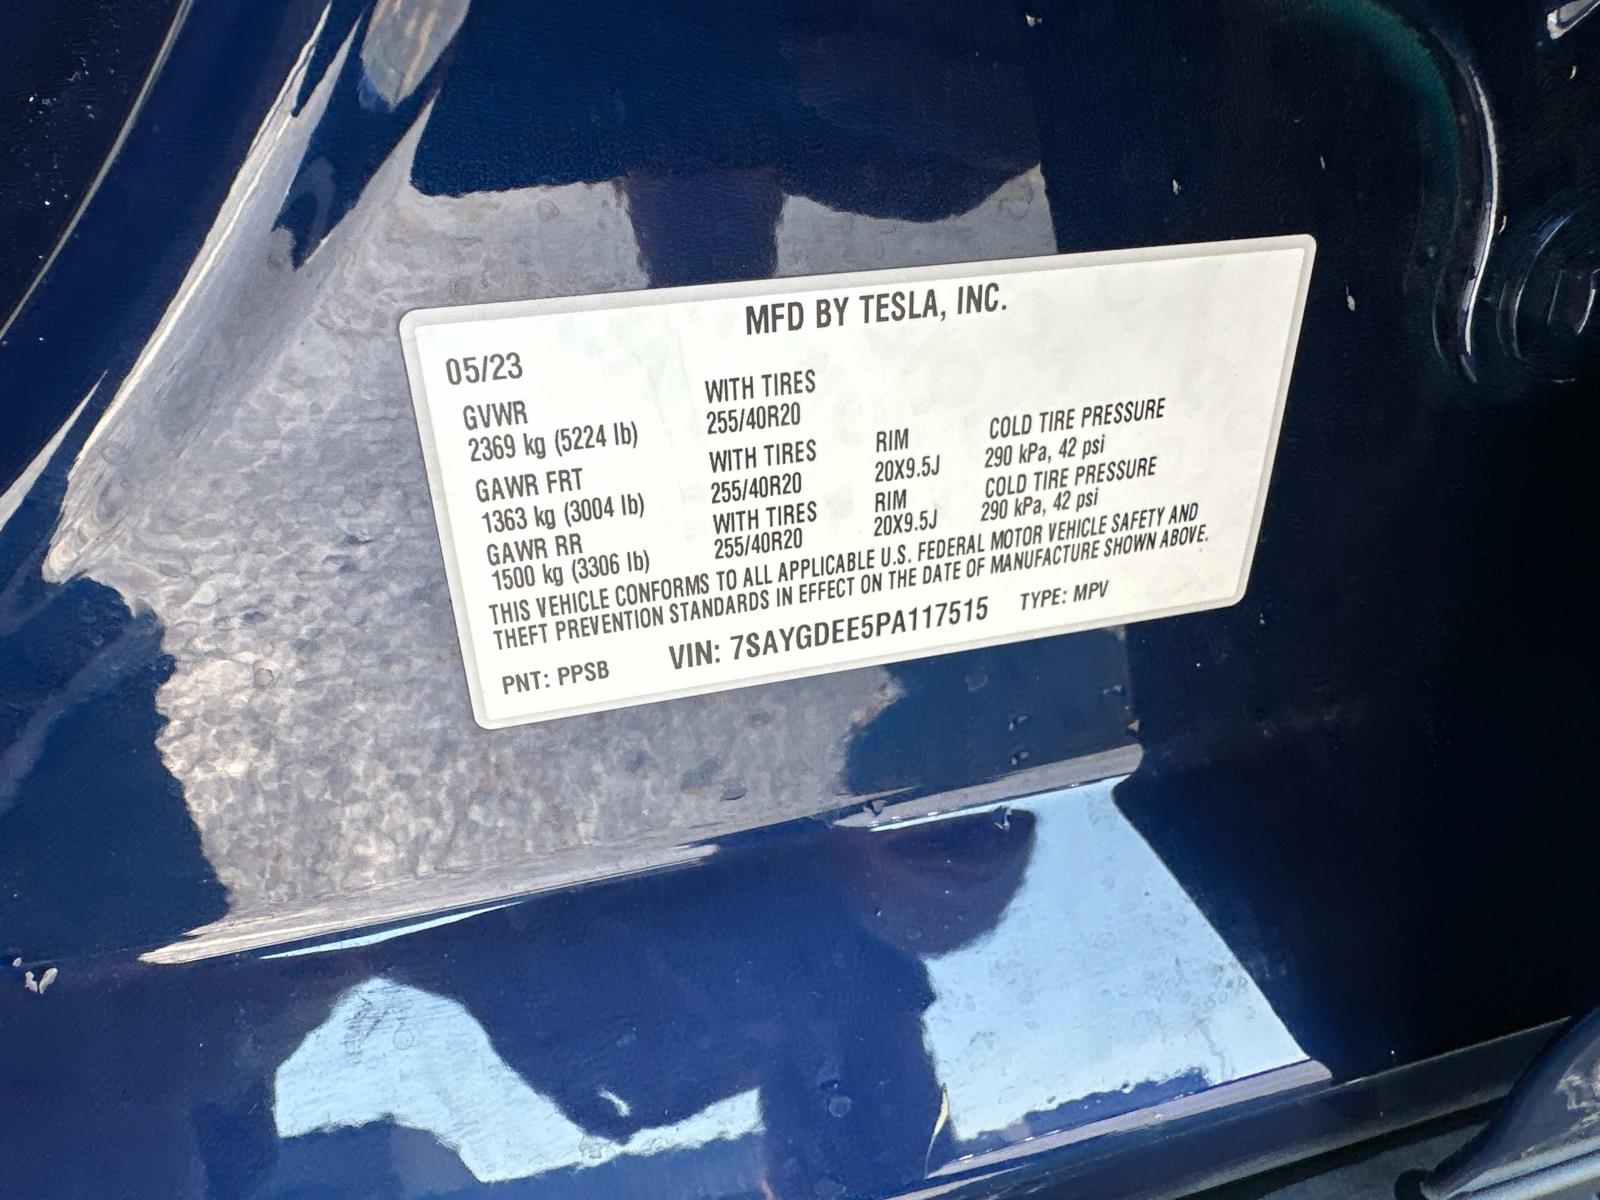 MFD BY TESLA, INC.
05/23
GVWR WITH TIRES
2369 kg (5224 lb) 255/40R20
GAWR FRT WITH TIRES RIM COLD TIRE PRESSURE
1363 kg (3004 lb) 255/40R20 20X9.5J 290 kPa, 42 psi
GAWR RR WITH TIRES RIM COLD TIRE PRESSURE
1500 kg (3306 lb) 255/40R20 20X9.5J 290 kPa, 42 psi
THIS VEHICLE CONFORMS TO ALL APPLICABLE U.S. FEDERAL MOTOR VEHICLE SAFETY AND
THEFT PREVENTION STANDARDS IN EFFECT ON THE DATE OF MANUFACTURE SHOWN ABOVE.
PNT: PPSB VIN: 7SAYGDEE5PA117515 TYPE: MPV